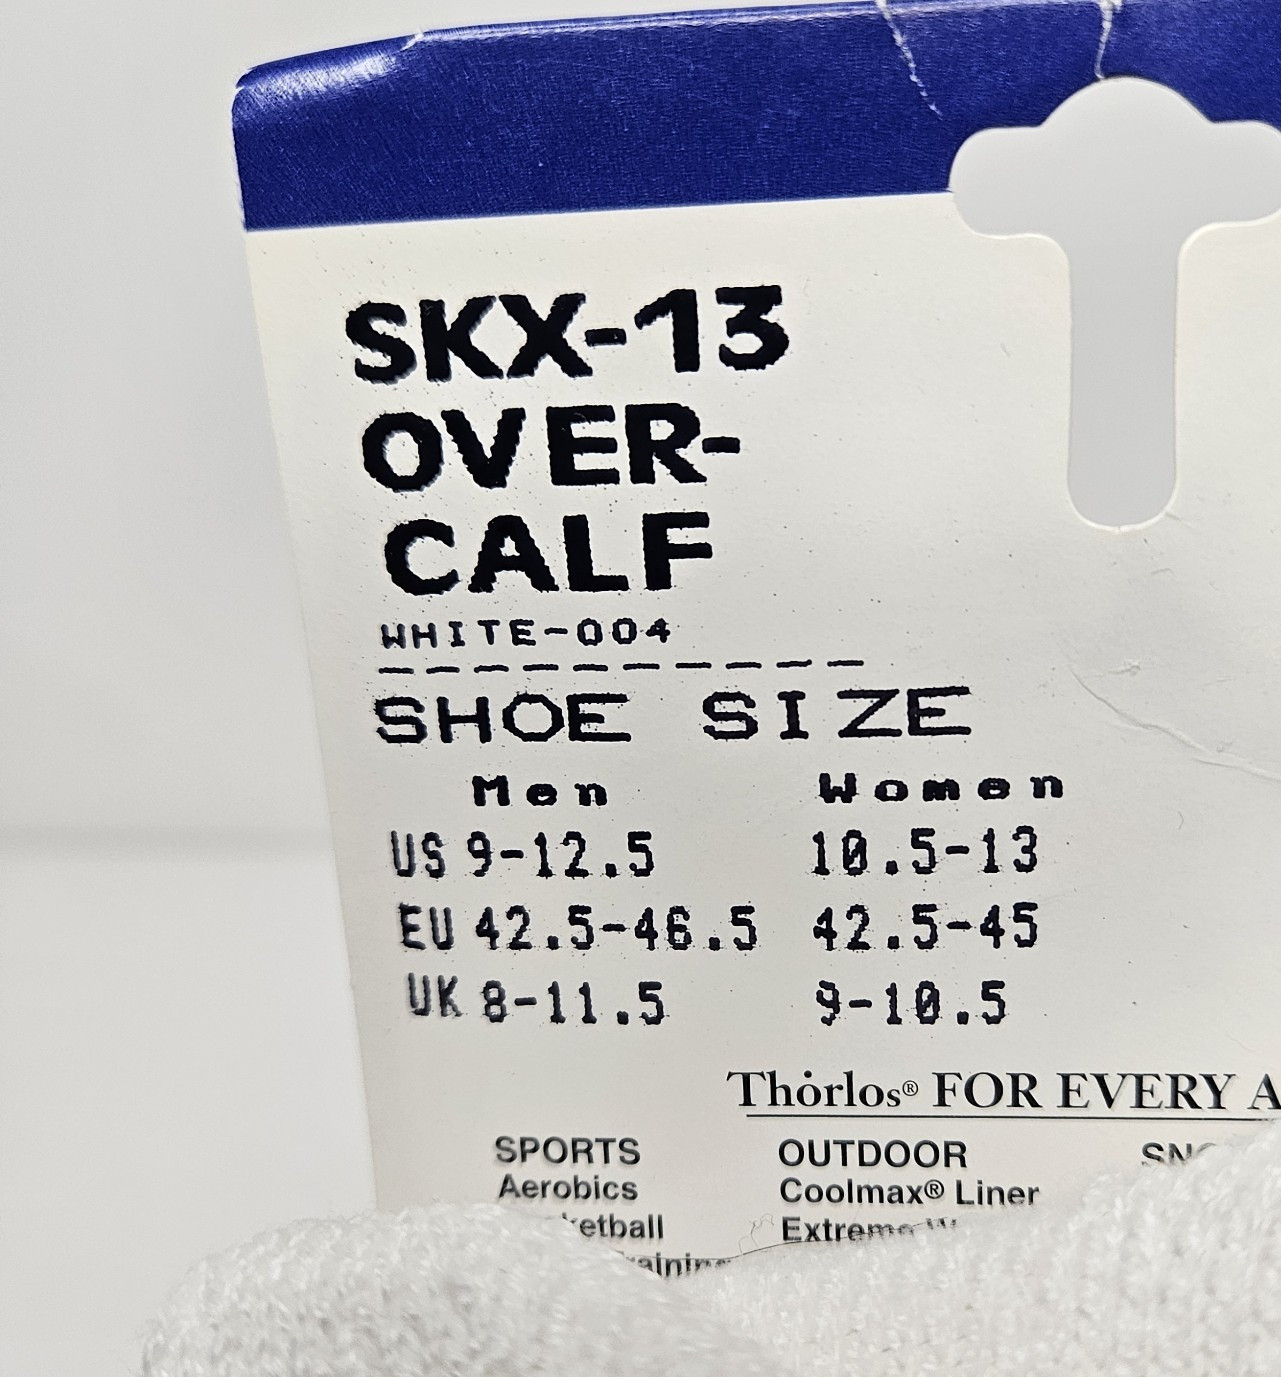 SKX-13
OVER-
CALF
WHITE-004
SHOE SIZE
Men Women
US 9-12.5 10.5-13
EU 42.5-46.5 42.5-45
UK 8-11.5 9-10.5
Thorlos® FOR EVERY A
SPORTS OUTDOOR
Aerobics Coolmax® Liner
etball Extreme